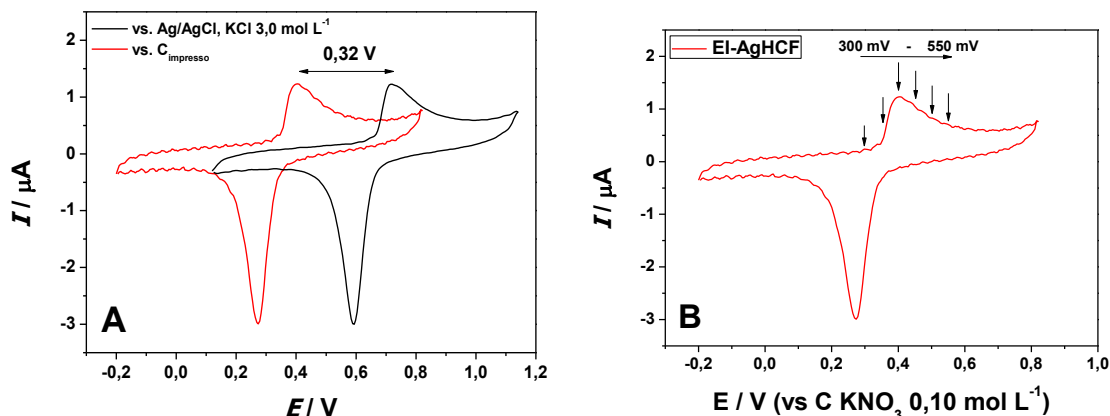 vs. Ag/AgCl, KCl 3,0 mol L⁻¹
vs. C_impresso
0,32 V
2
1
0
-1
-2
-3
I / µA
A
-0,2 0,0 0,2 0,4 0,6 0,8 1,0 1,2
E / V
EI-AgHCF
300 mV - 550 mV
2
1
0
-1
-2
-3
I / µA
B
-0,2 0,0 0,2 0,4 0,6 0,8
E / V (vs C KNO₃ 0,10 mol L⁻¹)